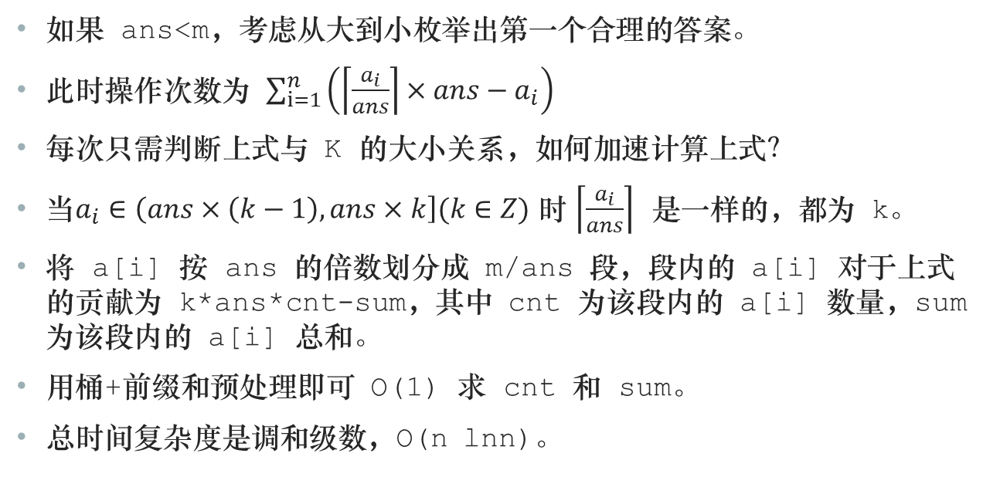 • 如果 ans<m，考虑从大到小枚举出第一个合理的答案。
• 此时操作次数为 $\sum_{i=1}^{n}\left(\left\lceil\frac{a_i}{ans}\right\rceil \times ans - a_i\right)$
• 每次只需判断上式与 K 的大小关系，如何加速计算上式？
• 当$a_i \in (ans \times (k-1), ans \times k](k \in Z)$ 时 $\left\lceil\frac{a_i}{ans}\right\rceil$ 是一样的，都为 k。
• 将 a[i] 按 ans 的倍数划分成 m/ans 段，段内的 a[i] 对于上式
的贡献为 k*ans*cnt-sum，其中 cnt 为该段内的 a[i] 数量，sum
为该段内的 a[i] 总和。
• 用桶+前缀和预处理即可 O(1) 求 cnt 和 sum。
• 总时间复杂度是调和级数，O(n lnn)。